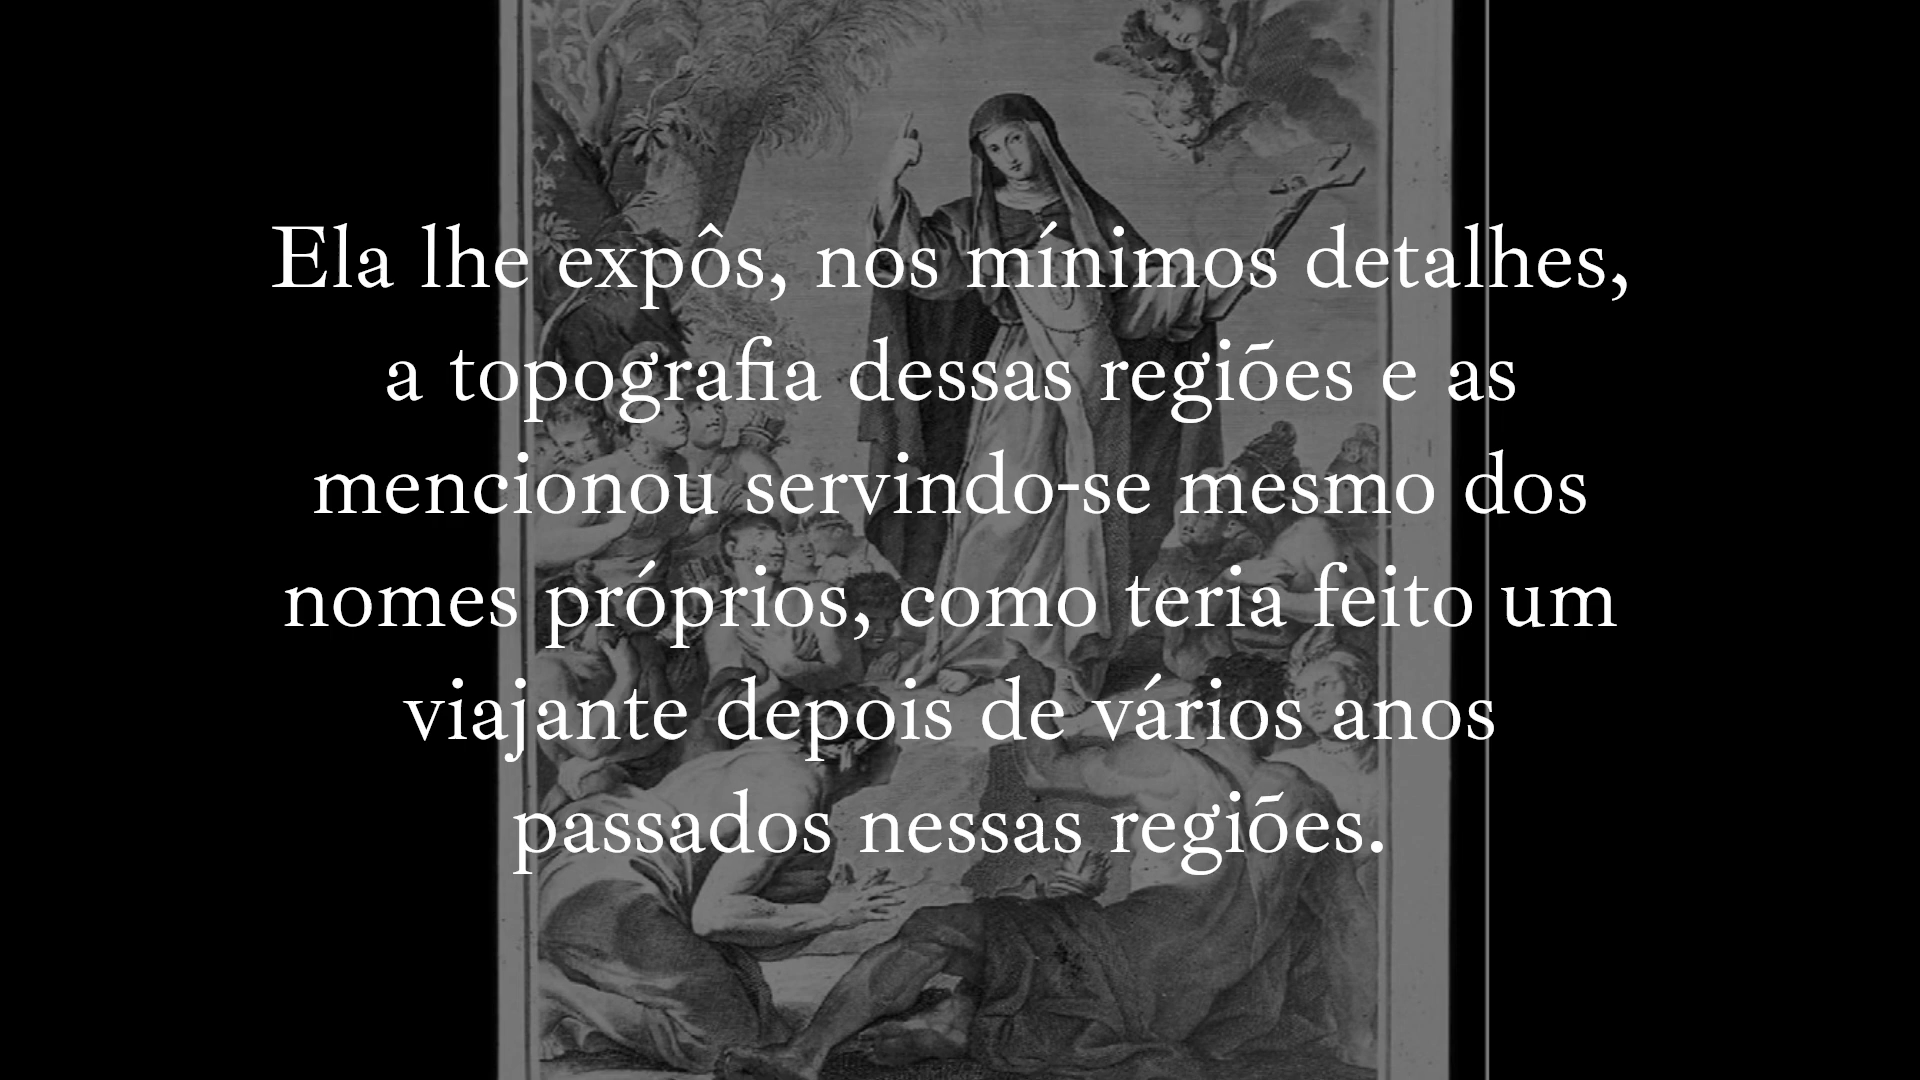 Ela lhe expôs, nos mínimos detalhes,
a topografia dessas regiões e as
mencionou servindo-se mesmo dos
nomes próprios, como teria feito um
viajante depois de vários anos
passados nessas regiões.